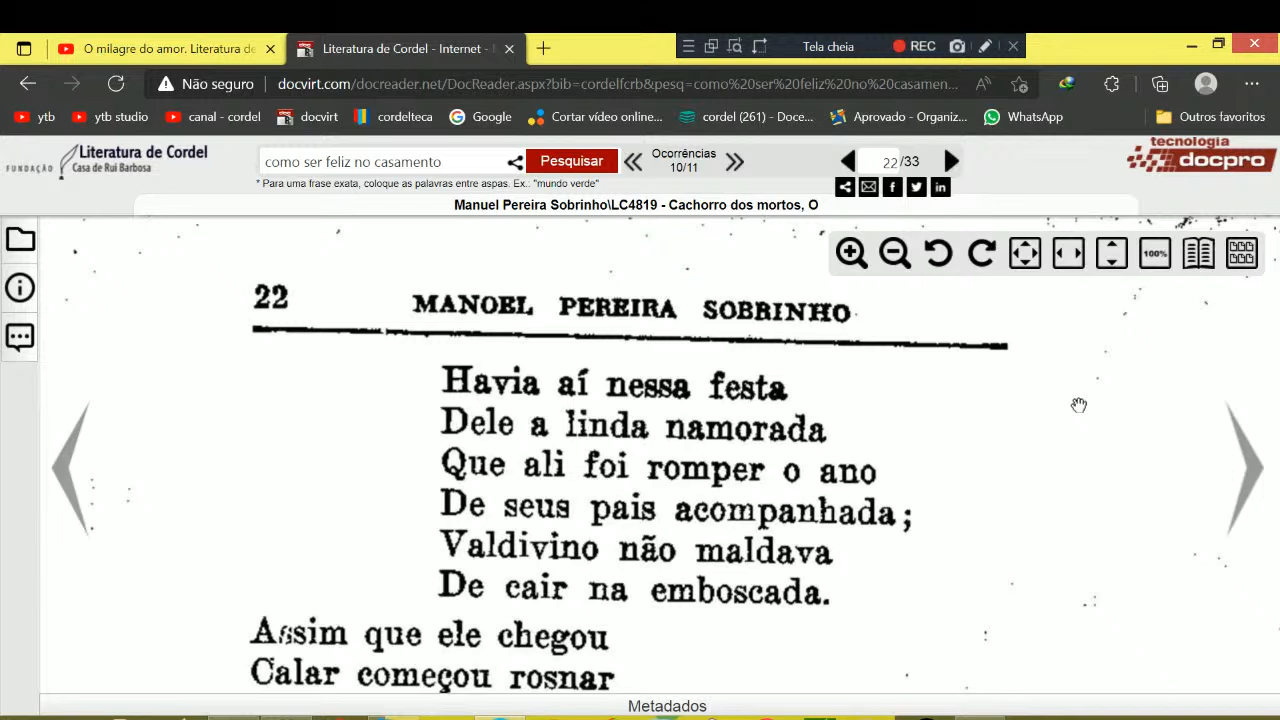 O milagre do amor. Literatura de
Literatura de Cordel - Internet -
Tela cheia
REC
Não seguro
docvirt.com/docreader.net/DocReader.aspx?bib=cordelfcrb&pesq=como%20ser%20feliz%20no%20casamen...
ytb
ytb studio
canal - cordel
docvirt
cordelteca
Google
Cortar vídeo online...
cordel (261) - Doce...
Aprovado - Organiz...
WhatsApp
Outros favoritos
FUNDAÇÃO
Literatura de Cordel
Casa de Rui Barbosa
como ser feliz no casamento
Pesquisar
Ocorrências
10/11
22 /33
tecnologia
docpro
* Para uma frase exata, coloque as palavras entre aspas. Ex.: "mundo verde"
Manuel Pereira Sobrinho\LC4819 - Cachorro dos mortos, O
100%
22 MANOEL PEREIRA SOBRINHO
Havia aí nessa festa
Dele a linda namorada
Que ali foi romper o ano
De seus pais acompanhada;
Valdivino não maldava
De cair na emboscada.
Assim que ele chegou
Calar começou rosnar
Metadados